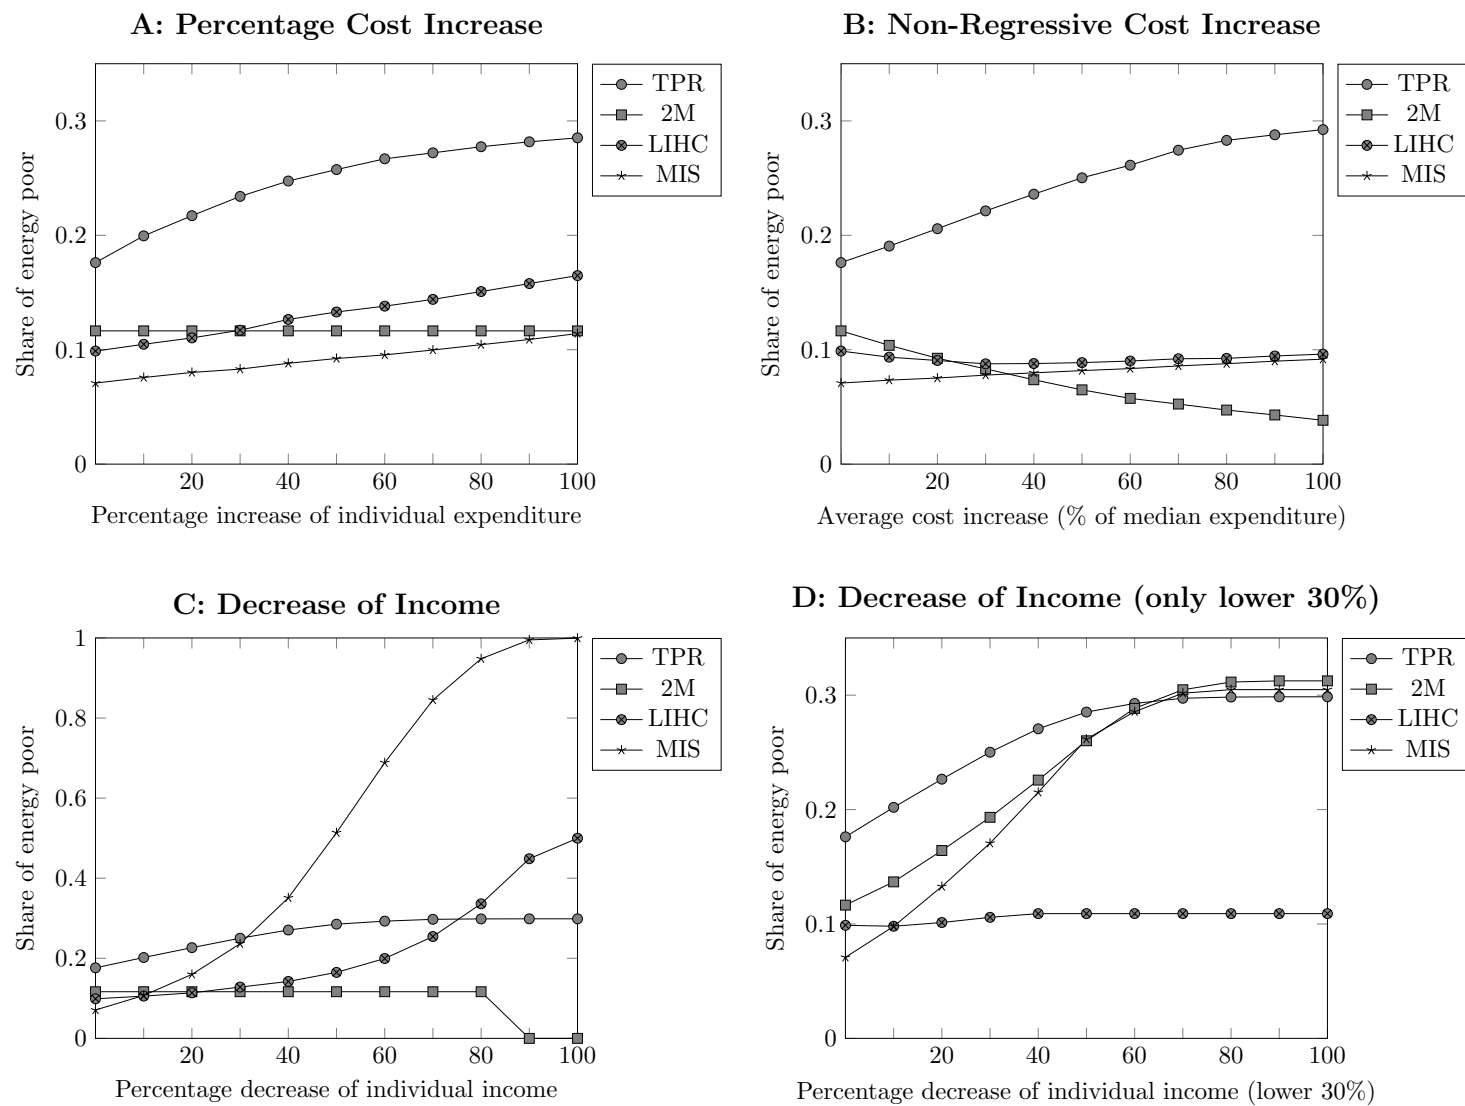 A: Percentage Cost Increase
Share of energy poor
0.3
0.2
0.1
0
20 40 60 80 100
Percentage increase of individual expenditure
TPR
2M
LIHC
MIS
B: Non-Regressive Cost Increase
Share of energy poor
0.3
0.2
0.1
0
20 40 60 80 100
Average cost increase (% of median expenditure)
TPR
2M
LIHC
MIS
C: Decrease of Income
Share of energy poor
1
0.8
0.6
0.4
0.2
0
20 40 60 80 100
Percentage decrease of individual income
TPR
2M
LIHC
MIS
D: Decrease of Income (only lower 30%)
Share of energy poor
0.3
0.2
0.1
0
20 40 60 80 100
Percentage decrease of individual income (lower 30%)
TPR
2M
LIHC
MIS